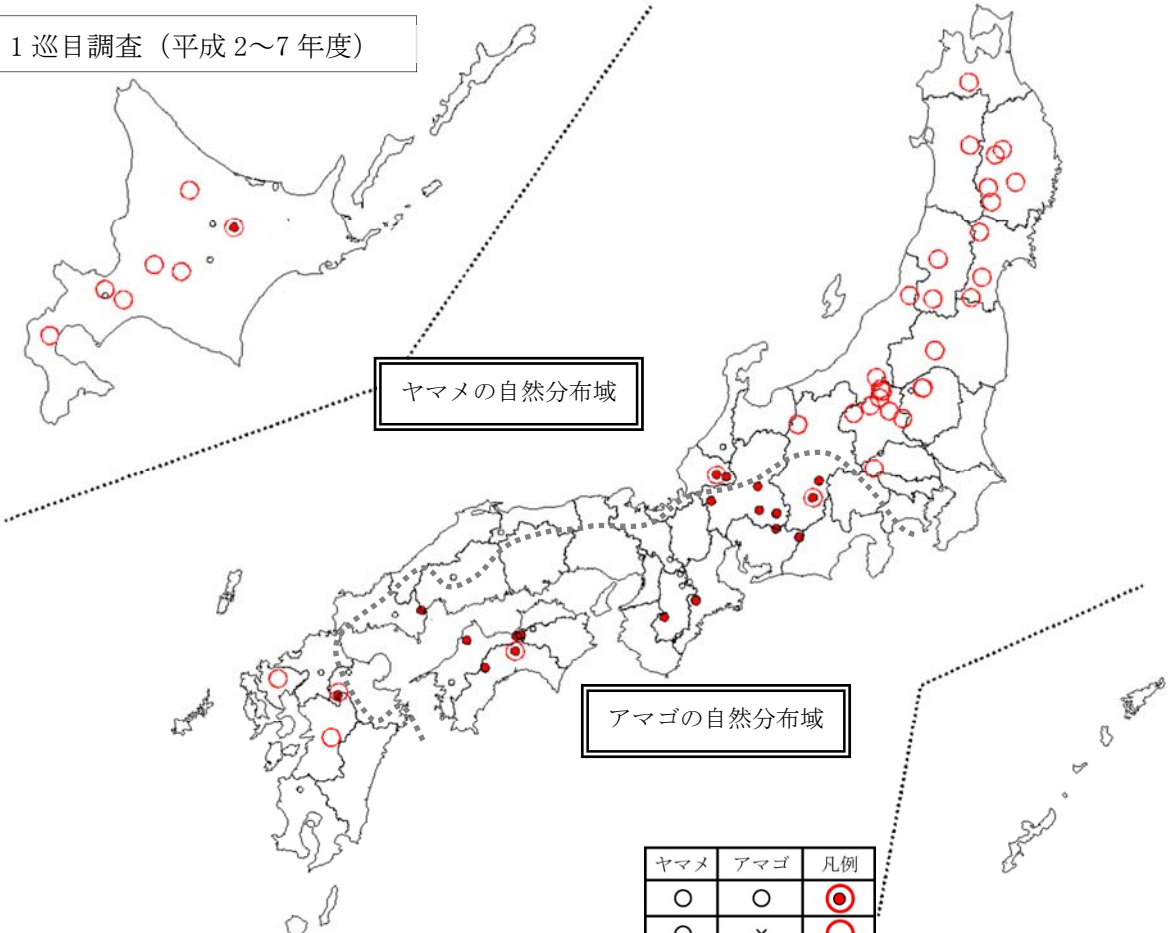 1 巡目調査（平成 2～7 年度）
ヤマメの自然分布域
アマゴの自然分布域
ヤマメ アマゴ 凡例
○ ○
○ ×